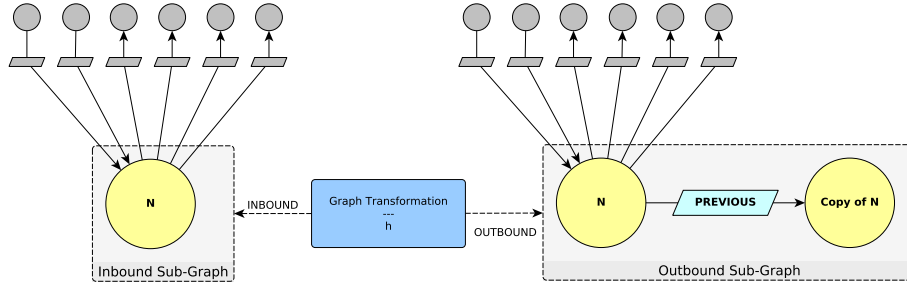 N
Inbound Sub-Graph
INBOUND
Graph Transformation
---
h
OUTBOUND
N
PREVIOUS
Copy of N
Outbound Sub-Graph